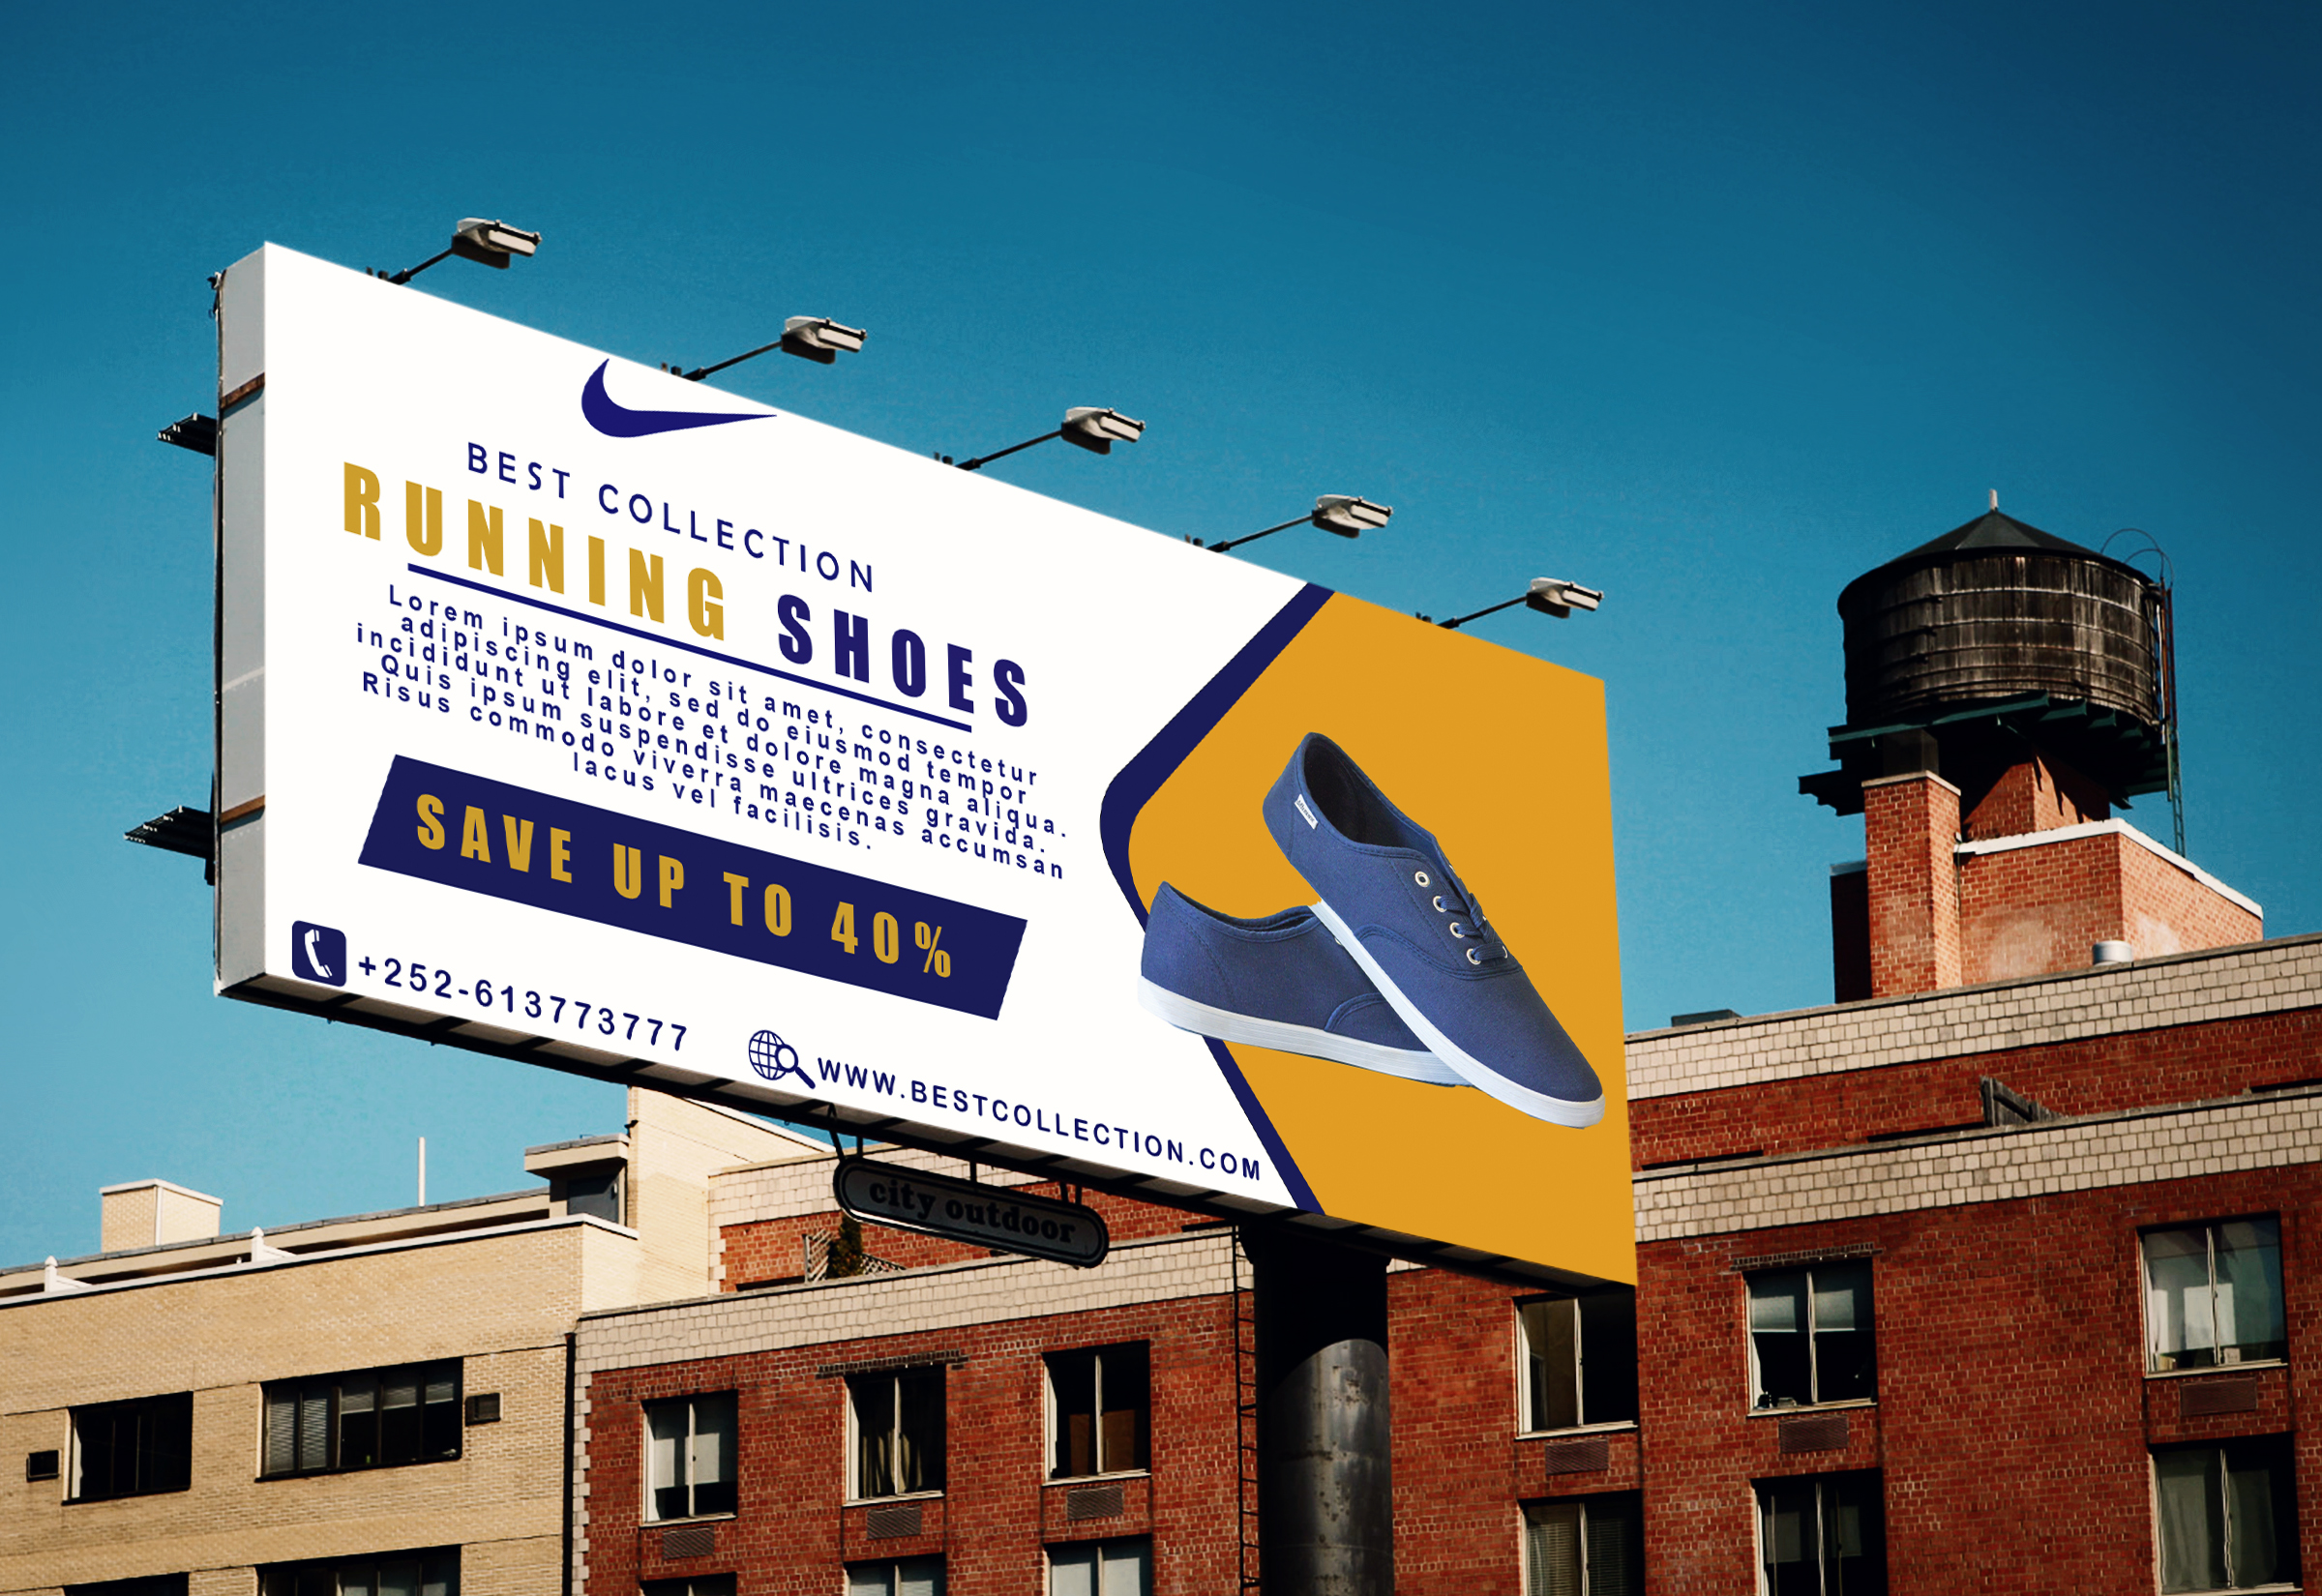 BEST COLLECTION
RUNNING SHOES
Lorem ipsum dolor sit amet, consectetur
adipiscing elit, sed do eiusmod tempor
incididunt ut labore et dolore magna aliqua.
Quis ipsum suspendisse ultrices gravida.
Risus commodo viverra maecenas accumsan
lacus vel facilisis.
SAVE UP TO 40%
+252-613773777
WWW.BESTCOLLECTION.COM
city outdoor